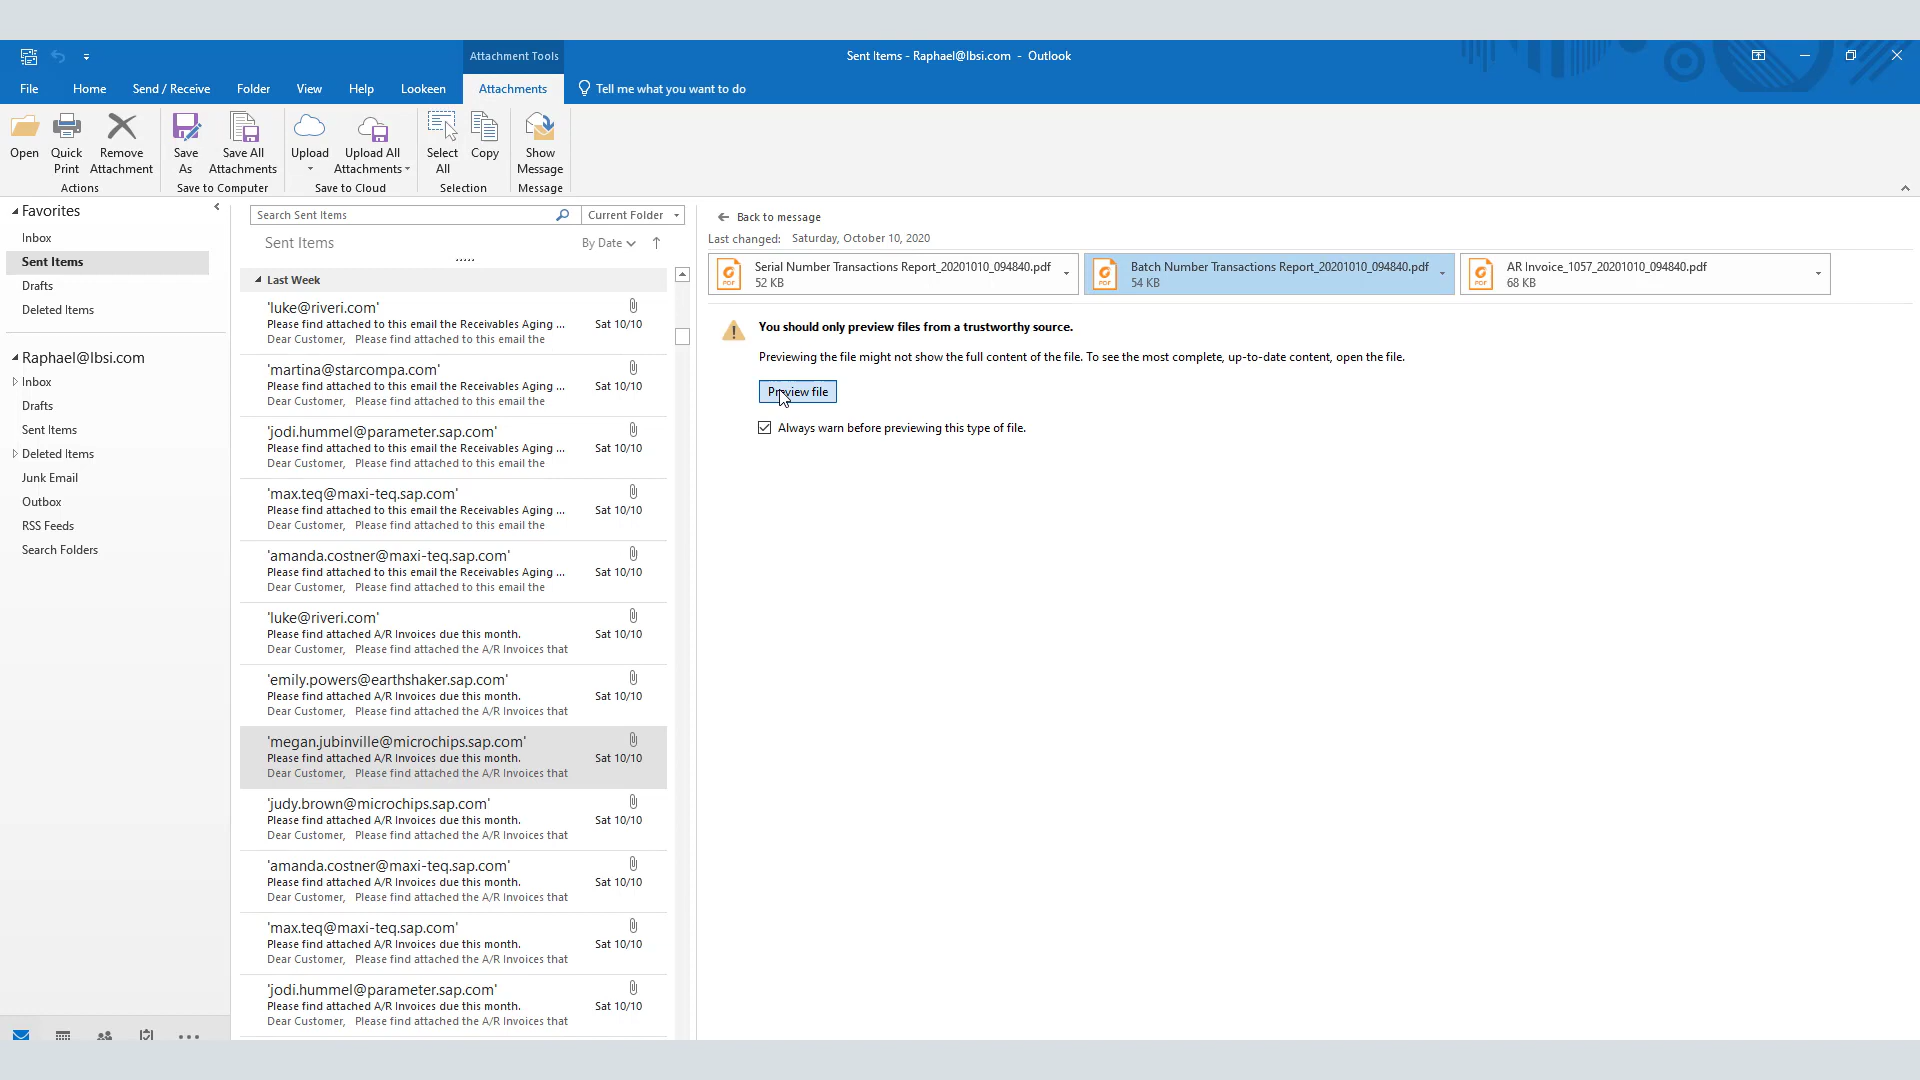 Attachment Tools
Sent Items - Raphael@lbsi.com - Outlook
File Home Send / Receive Folder View Help Lookeen Attachments Tell me what you want to do
Open Quick Print Remove Attachment Save As Save All Attachments Upload Upload All Attachments Select All Copy Show Message
Actions Save to Computer Save to Cloud Selection Message
Favorites
Inbox
Sent Items
Drafts
Deleted Items
Raphael@lbsi.com
Inbox
Drafts
Sent Items
Deleted Items
Junk Email
Outbox
RSS Feeds
Search Folders
Search Sent Items Current Folder
Sent Items By Date
Last Week
'luke@riveri.com'
Please find attached to this email the Receivables Aging ... Sat 10/10
Dear Customer, Please find attached to this email the
'martina@starcompa.com'
Please find attached to this email the Receivables Aging ... Sat 10/10
Dear Customer, Please find attached to this email the
'jodi.hummel@parameter.sap.com'
Please find attached to this email the Receivables Aging ... Sat 10/10
Dear Customer, Please find attached to this email the
'max.teq@maxi-teq.sap.com'
Please find attached to this email the Receivables Aging ... Sat 10/10
Dear Customer, Please find attached to this email the
'amanda.costner@maxi-teq.sap.com'
Please find attached to this email the Receivables Aging ... Sat 10/10
Dear Customer, Please find attached to this email the
'luke@riveri.com'
Please find attached A/R Invoices due this month. Sat 10/10
Dear Customer, Please find attached the A/R Invoices that
'emily.powers@earthshaker.sap.com'
Please find attached A/R Invoices due this month. Sat 10/10
Dear Customer, Please find attached the A/R Invoices that
'megan.jubinville@microchips.sap.com'
Please find attached A/R Invoices due this month. Sat 10/10
Dear Customer, Please find attached the A/R Invoices that
'judy.brown@microchips.sap.com'
Please find attached A/R Invoices due this month. Sat 10/10
Dear Customer, Please find attached the A/R Invoices that
'amanda.costner@maxi-teq.sap.com'
Please find attached A/R Invoices due this month. Sat 10/10
Dear Customer, Please find attached the A/R Invoices that
'max.teq@maxi-teq.sap.com'
Please find attached A/R Invoices due this month. Sat 10/10
Dear Customer, Please find attached the A/R Invoices that
'jodi.hummel@parameter.sap.com'
Please find attached A/R Invoices due this month. Sat 10/10
Dear Customer, Please find attached the A/R Invoices that
Back to message
Last changed: Saturday, October 10, 2020
PDF Serial Number Transactions Report_20201010_094840.pdf
52 KB
PDF Batch Number Transactions Report_20201010_094840.pdf
54 KB
PDF AR Invoice_1057_20201010_094840.pdf
68 KB
You should only preview files from a trustworthy source.
Previewing the file might not show the full content of the file. To see the most complete, up-to-date content, open the file.
Preview file
Always warn before previewing this type of file.